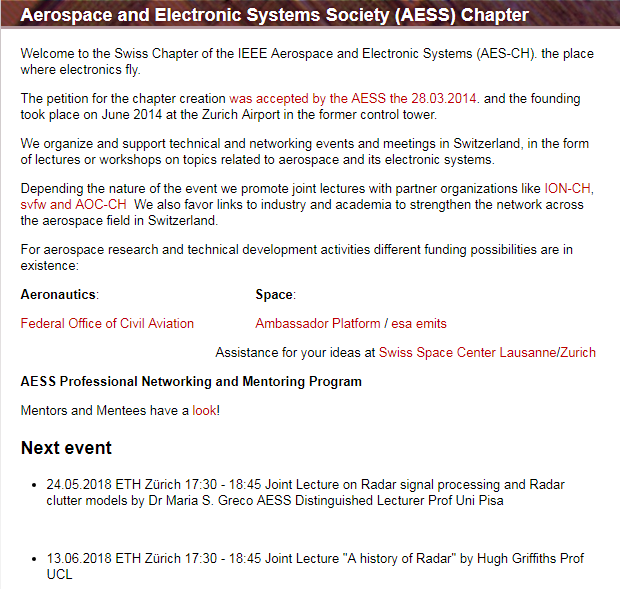 Aerospace and Electronic Systems Society (AESS) Chapter
Welcome to the Swiss Chapter of the IEEE Aerospace and Electronic Systems (AES-CH). the place
where electronics fly.
The petition for the chapter creation was accepted by the AESS the 28.03.2014. and the founding
took place on June 2014 at the Zurich Airport in the former control tower.
We organize and support technical and networking events and meetings in Switzerland, in the form
of lectures or workshops on topics related to aerospace and its electronic systems.
Depending the nature of the event we promote joint lectures with partner organizations like ION-CH,
svfw and AOC-CH We also favor links to industry and academia to strengthen the network across
the aerospace field in Switzerland.
For aerospace research and technical development activities different funding possibilities are in
existence:
Aeronautics: Space:
Federal Office of Civil Aviation Ambassador Platform / esa emits
Assistance for your ideas at Swiss Space Center Lausanne/Zurich
AESS Professional Networking and Mentoring Program
Mentors and Mentees have a look!
Next event
• 24.05.2018 ETH Zürich 17:30 - 18:45 Joint Lecture on Radar signal processing and Radar
clutter models by Dr Maria S. Greco AESS Distinguished Lecturer Prof Uni Pisa
• 13.06.2018 ETH Zürich 17:30 - 18:45 Joint Lecture "A history of Radar" by Hugh Griffiths Prof
UCL